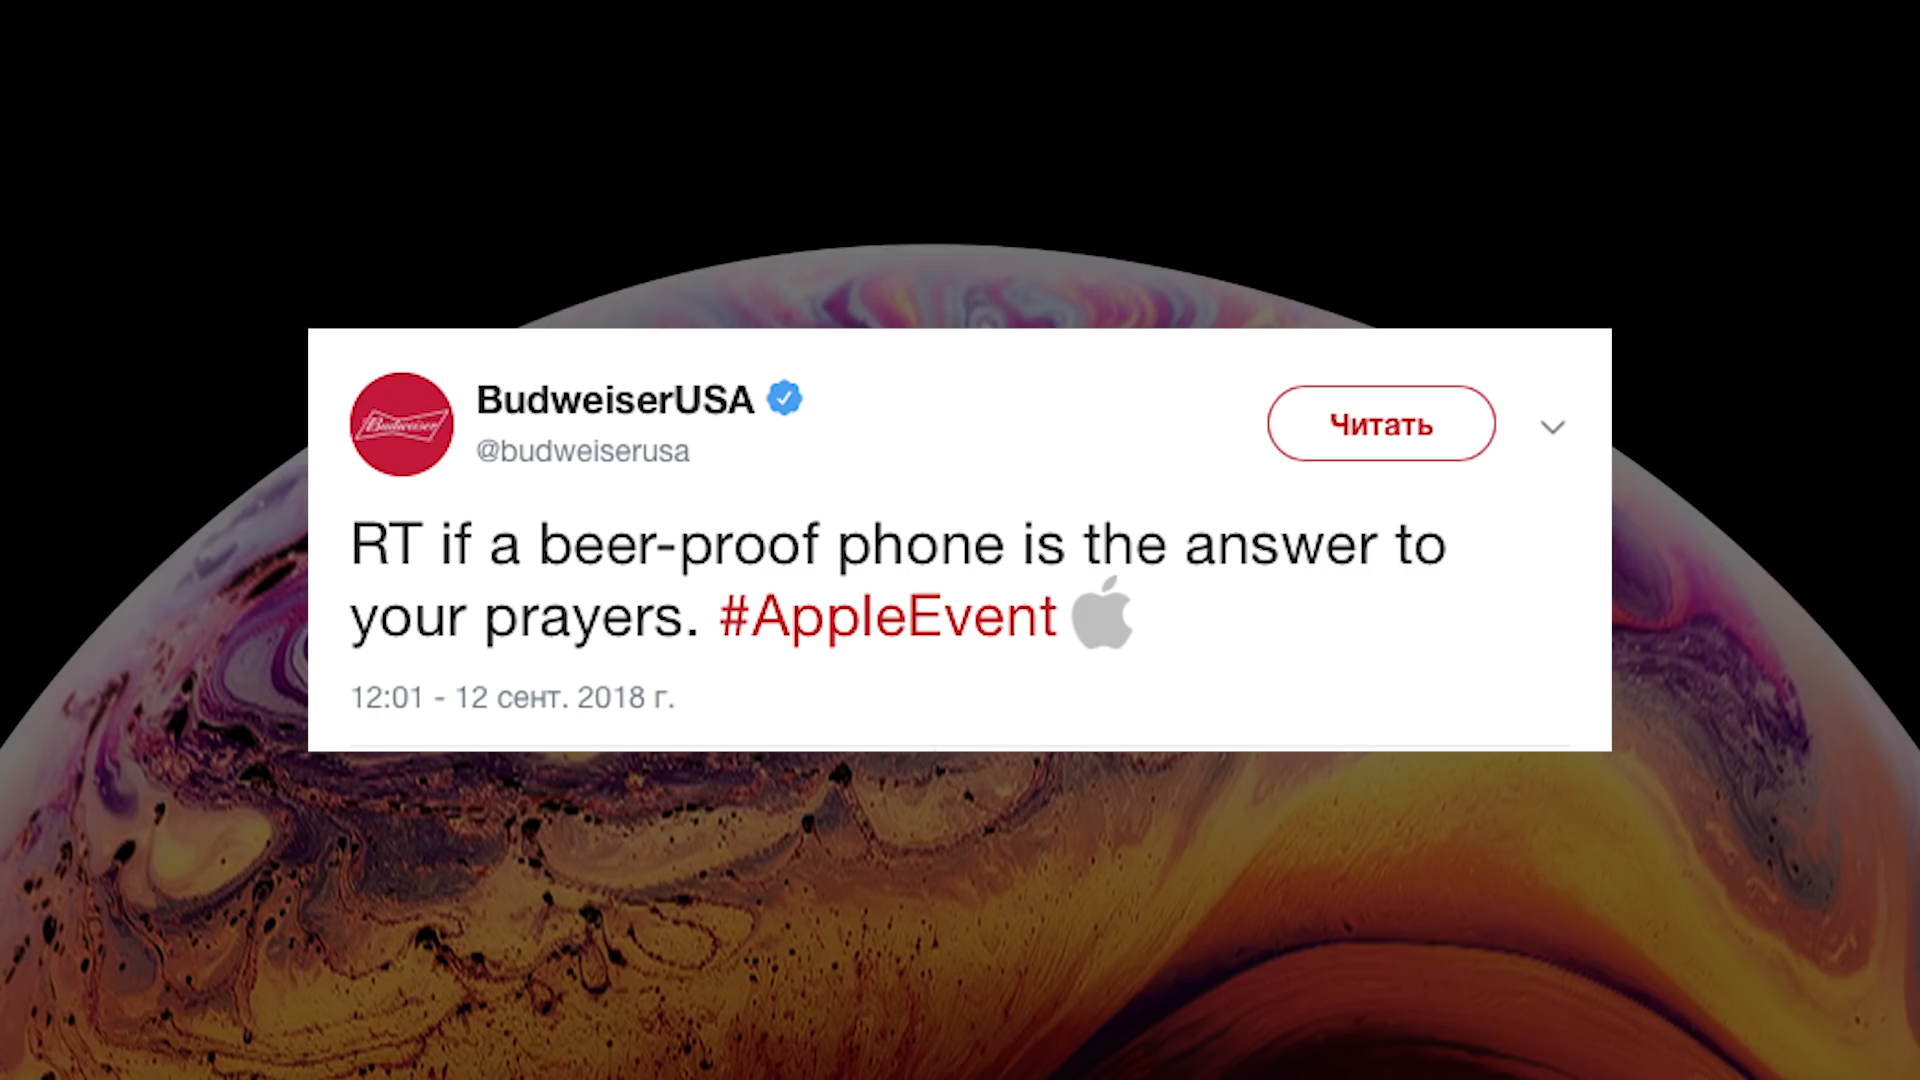 Budweiser
BudweiserUSA
@budweiserusa
Читать
RT if a beer-proof phone is the answer to
your prayers. #AppleEvent
12:01 - 12 сент. 2018 г.